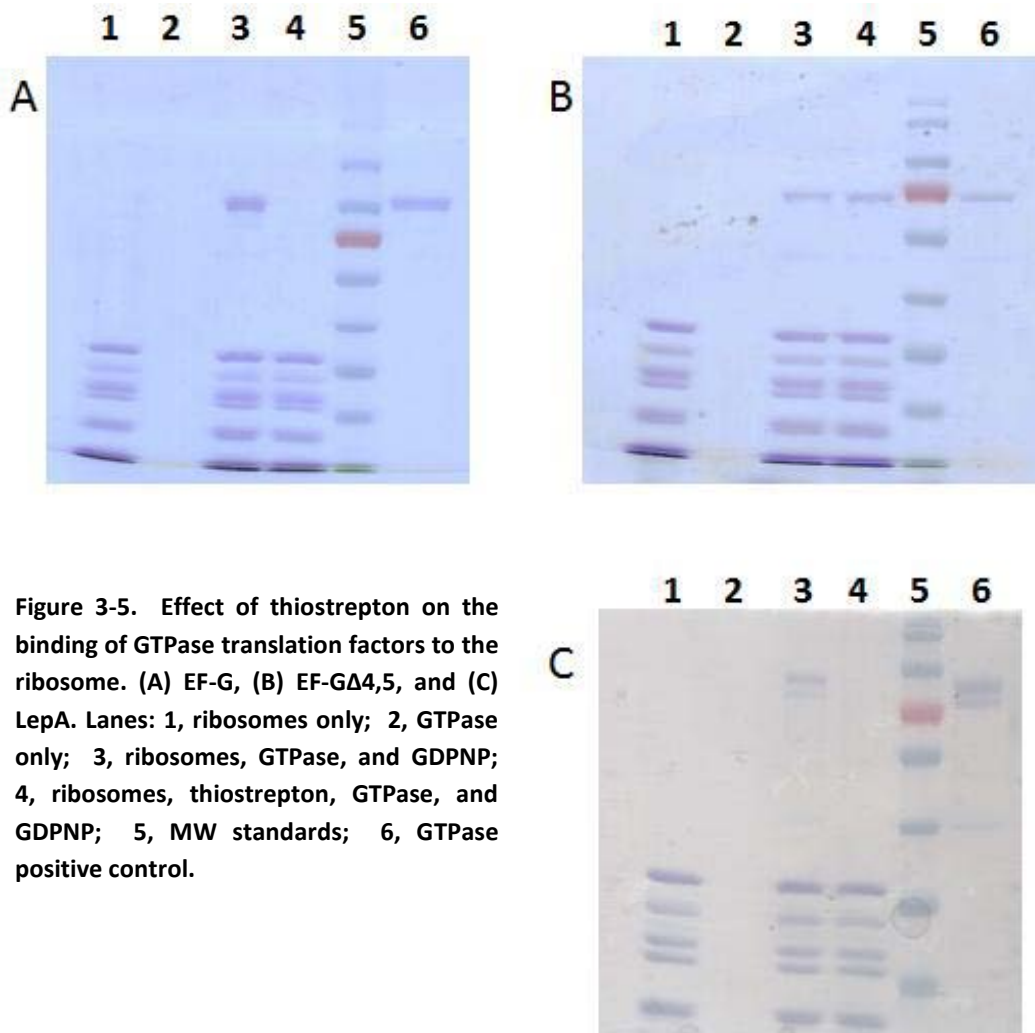 1 2 3 4 5 6
A
1 2 3 4 5 6
B
Figure 3-5. Effect of thiostrepton on the
binding of GTPase translation factors to the
ribosome. (A) EF-G, (B) EF-GΔ4,5, and (C)
LepA. Lanes: 1, ribosomes only; 2, GTPase
only; 3, ribosomes, GTPase, and GDPNP;
4, ribosomes, thiostrepton, GTPase, and
GDPNP; 5, MW standards; 6, GTPase
positive control.
1 2 3 4 5 6
C